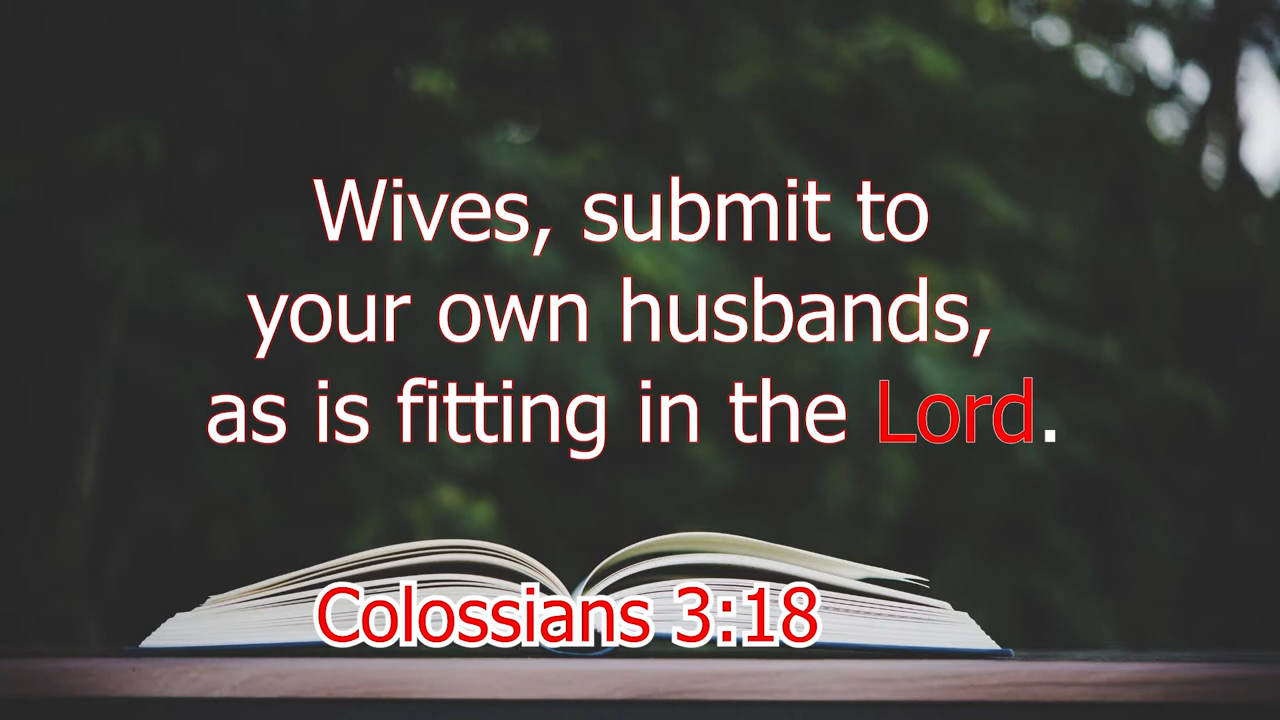 Wives, submit to
your own husbands,
as is fitting in the Lord.
Colossians 3:18